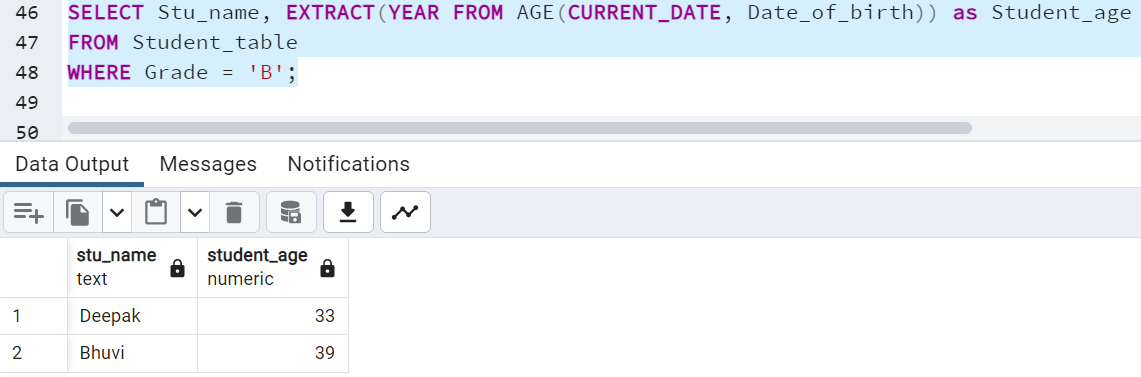 46 SELECT Stu_name, EXTRACT(YEAR FROM AGE(CURRENT_DATE, Date_of_birth)) as Student_age
47 FROM Student_table
48 WHERE Grade = 'B';
49
50
Data Output Messages Notifications
stu_name student_age
text numeric
1 Deepak 33
2 Bhuvi 39